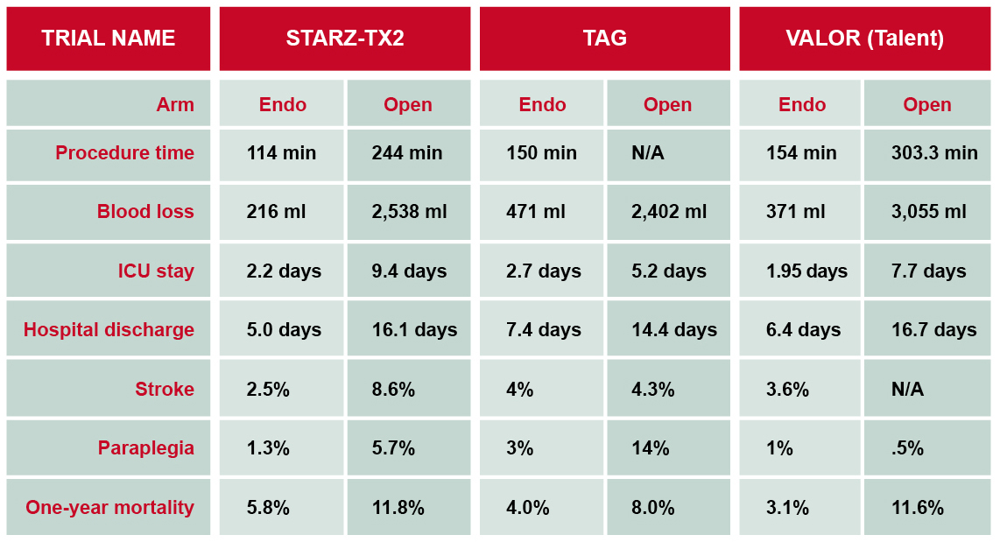 TRIAL NAME STARZ-TX2 TAG VALOR (Talent)
Arm Endo Open Endo Open Endo Open
Procedure time 114 min 244 min 150 min N/A 154 min 303.3 min
Blood loss 216 ml 2,538 ml 471 ml 2,402 ml 371 ml 3,055 ml
ICU stay 2.2 days 9.4 days 2.7 days 5.2 days 1.95 days 7.7 days
Hospital discharge 5.0 days 16.1 days 7.4 days 14.4 days 6.4 days 16.7 days
Stroke 2.5% 8.6% 4% 4.3% 3.6% N/A
Paraplegia 1.3% 5.7% 3% 14% 1% .5%
One-year mortality 5.8% 11.8% 4.0% 8.0% 3.1% 11.6%